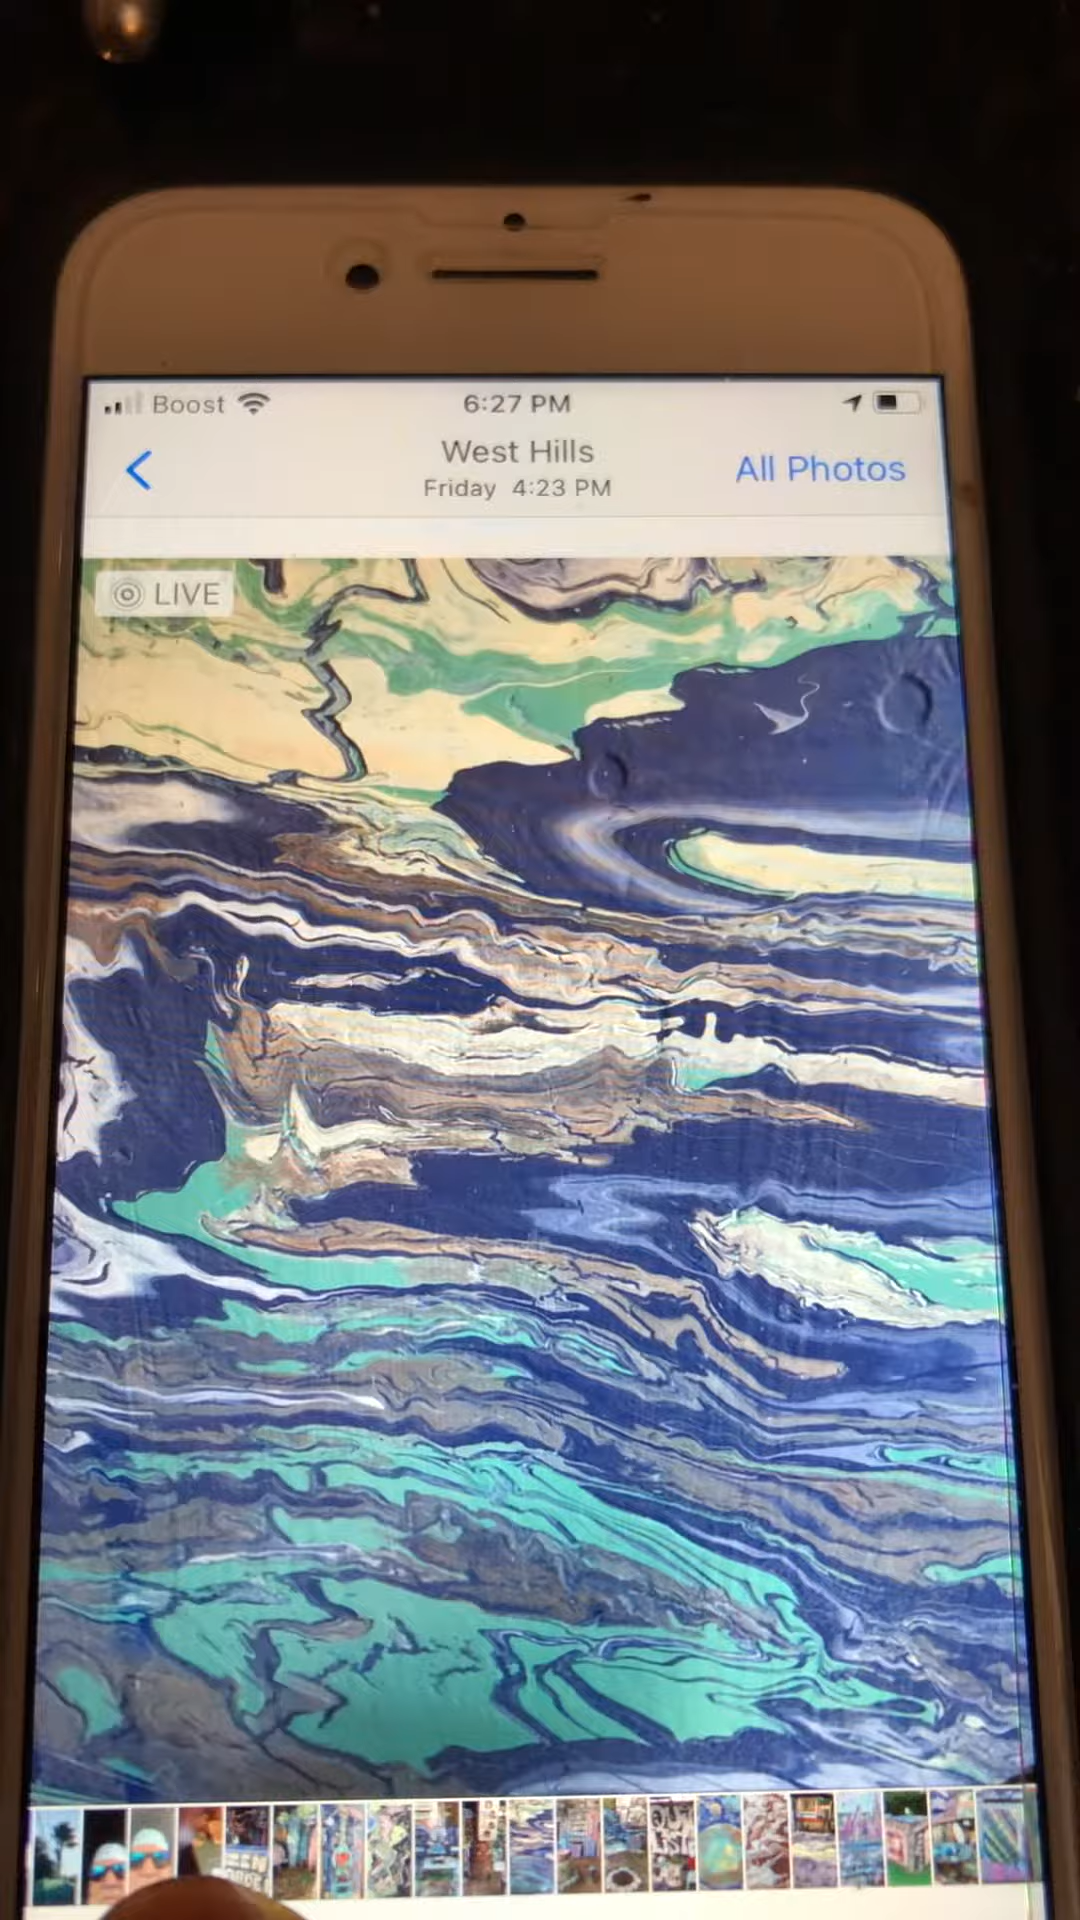 Boost 6:27 PM
West Hills
Friday 4:23 PM
All Photos
LIVE